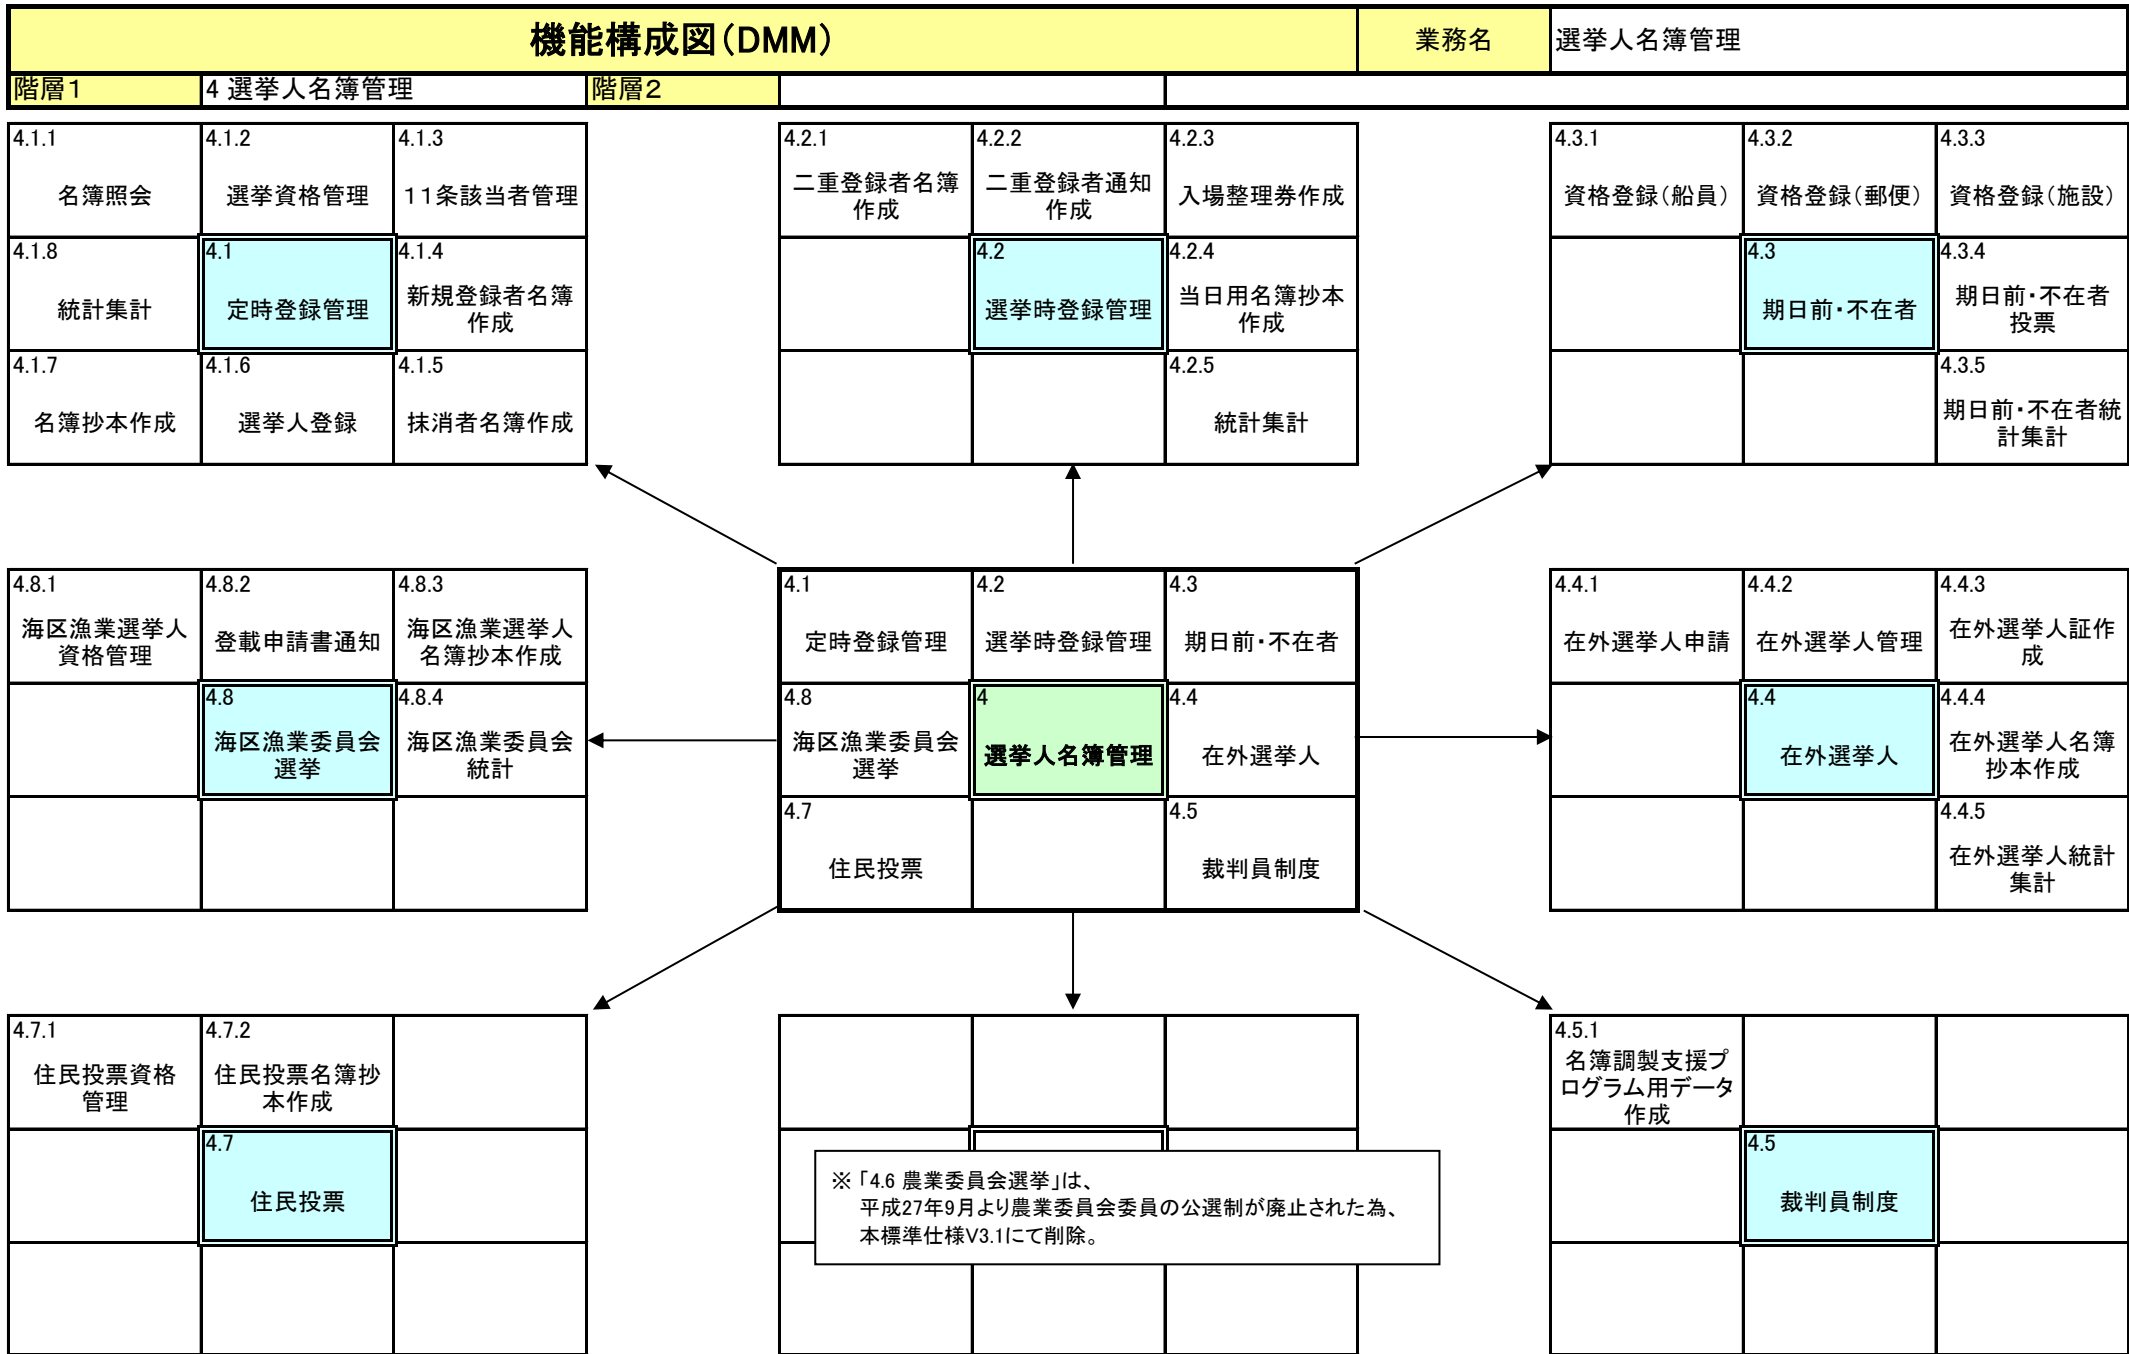 機能構成図（DMM）
業務名
選挙人名簿管理
階層１
4 選挙人名簿管理
階層２
4.1.1
名簿照会
4.1.2
選挙資格管理
4.1.3
１１条該当者管理
4.1.8
統計集計
4.1
定時登録管理
4.1.4
新規登録者名簿
作成
4.1.7
名簿抄本作成
4.1.6
選挙人登録
4.1.5
抹消者名簿作成
4.2.1
二重登録者名簿
作成
4.2.2
二重登録者通知
作成
4.2.3
入場整理券作成
4.2
選挙時登録管理
4.2.4
当日用名簿抄本
作成
4.2.5
統計集計
4.3.1
資格登録（船員）
4.3.2
資格登録（郵便）
4.3.3
資格登録（施設）
4.3
期日前・不在者
4.3.4
期日前・不在者
投票
4.3.5
期日前・不在者統
計集計
4.8.1
海区漁業選挙人
資格管理
4.8.2
登載申請書通知
4.8.3
海区漁業選挙人
名簿抄本作成
4.8
海区漁業委員会
選挙
4.8.4
海区漁業委員会
統計
4.1
定時登録管理
4.2
選挙時登録管理
4.3
期日前・不在者
4.8
海区漁業委員会
選挙
4
選挙人名簿管理
4.4
在外選挙人
4.7
住民投票
4.5
裁判員制度
4.4.1
在外選挙人申請
4.4.2
在外選挙人管理
4.4.3
在外選挙人証作
成
4.4
在外選挙人
4.4.4
在外選挙人名簿
抄本作成
4.4.5
在外選挙人統計
集計
4.7.1
住民投票資格
管理
4.7.2
住民投票名簿抄
本作成
4.7
住民投票
※「4.6 農業委員会選挙」は、
平成27年9月より農業委員会委員の公選制が廃止された為、
本標準仕様V3.1にて削除。
4.5.1
名簿調製支援プ
ログラム用データ
作成
4.5
裁判員制度